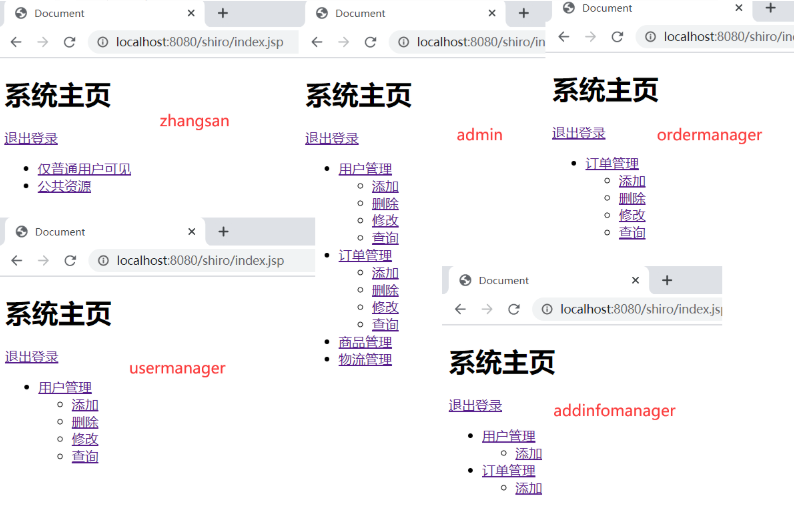 Document
localhost:8080/shiro/index.jsp
系统主页
zhangsan
退出登录
仅普通用户可见
公共资源
Document
localhost:8080/shiro/in
系统主页
admin
退出登录
用户管理
添加
删除
修改
查询
订单管理
添加
删除
修改
查询
商品管理
物流管理
Document
localhost:8080/shiro/ind
系统主页
退出登录
ordermanager
订单管理
添加
删除
修改
查询
Document
localhost:8080/shiro/index.jsp
系统主页
退出登录
usermanager
用户管理
添加
删除
修改
查询
Document
localhost:8080/shiro/index.js
系统主页
退出登录
addinfomanager
用户管理
添加
订单管理
添加